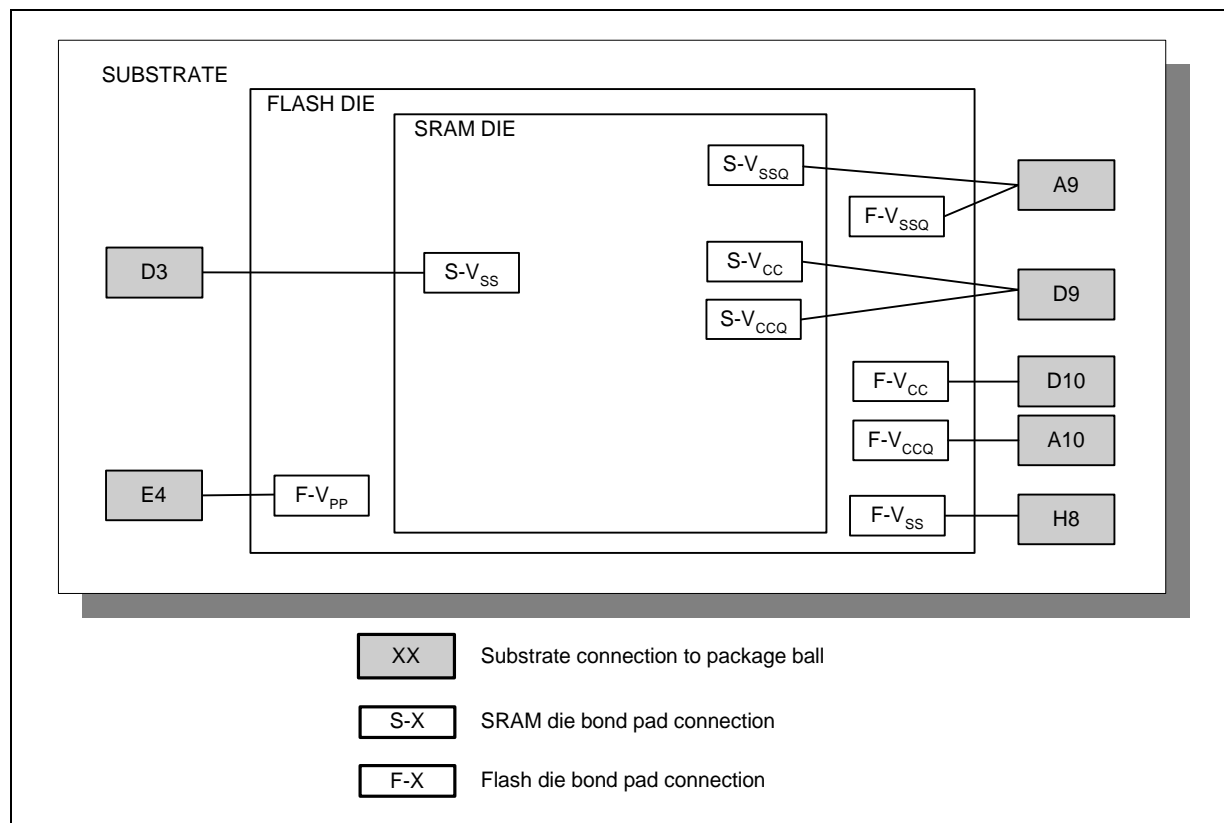 SUBSTRATE
FLASH DIE
SRAM DIE
S-VSSQ
A9
F-VSSQ
D3
S-VSS
S-VCC
D9
S-VCCQ
F-VCC
D10
F-VCCQ
A10
E4
F-VPP
F-VSS
H8
XX Substrate connection to package ball
S-X SRAM die bond pad connection
F-X Flash die bond pad connection